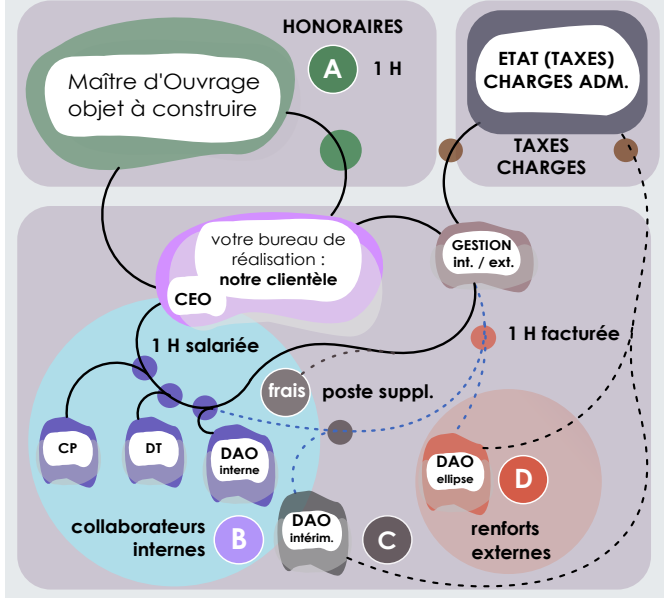 HONORAIRES
A
1 H
Maître d'Ouvrage
objet à construire
ETAT (TAXES)
CHARGES ADM.
TAXES
CHARGES
votre bureau de
réalisation :
notre clientèle
CEO
GESTION
int. / ext.
1 H salariée
1 H facturée
frais
poste suppl.
CP
DT
DAO
interne
DAO
ellipse
D
collaborateurs
internes
B
DAO
intérim.
C
renforts
externes